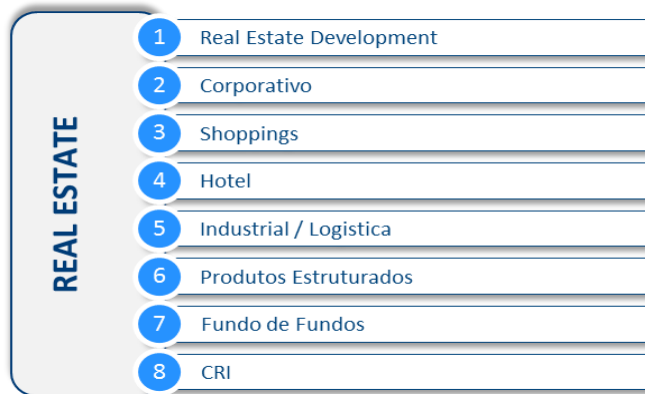 REAL ESTATE
1 Real Estate Development
2 Corporativo
3 Shoppings
4 Hotel
5 Industrial / Logistica
6 Produtos Estruturados
7 Fundo de Fundos
8 CRI